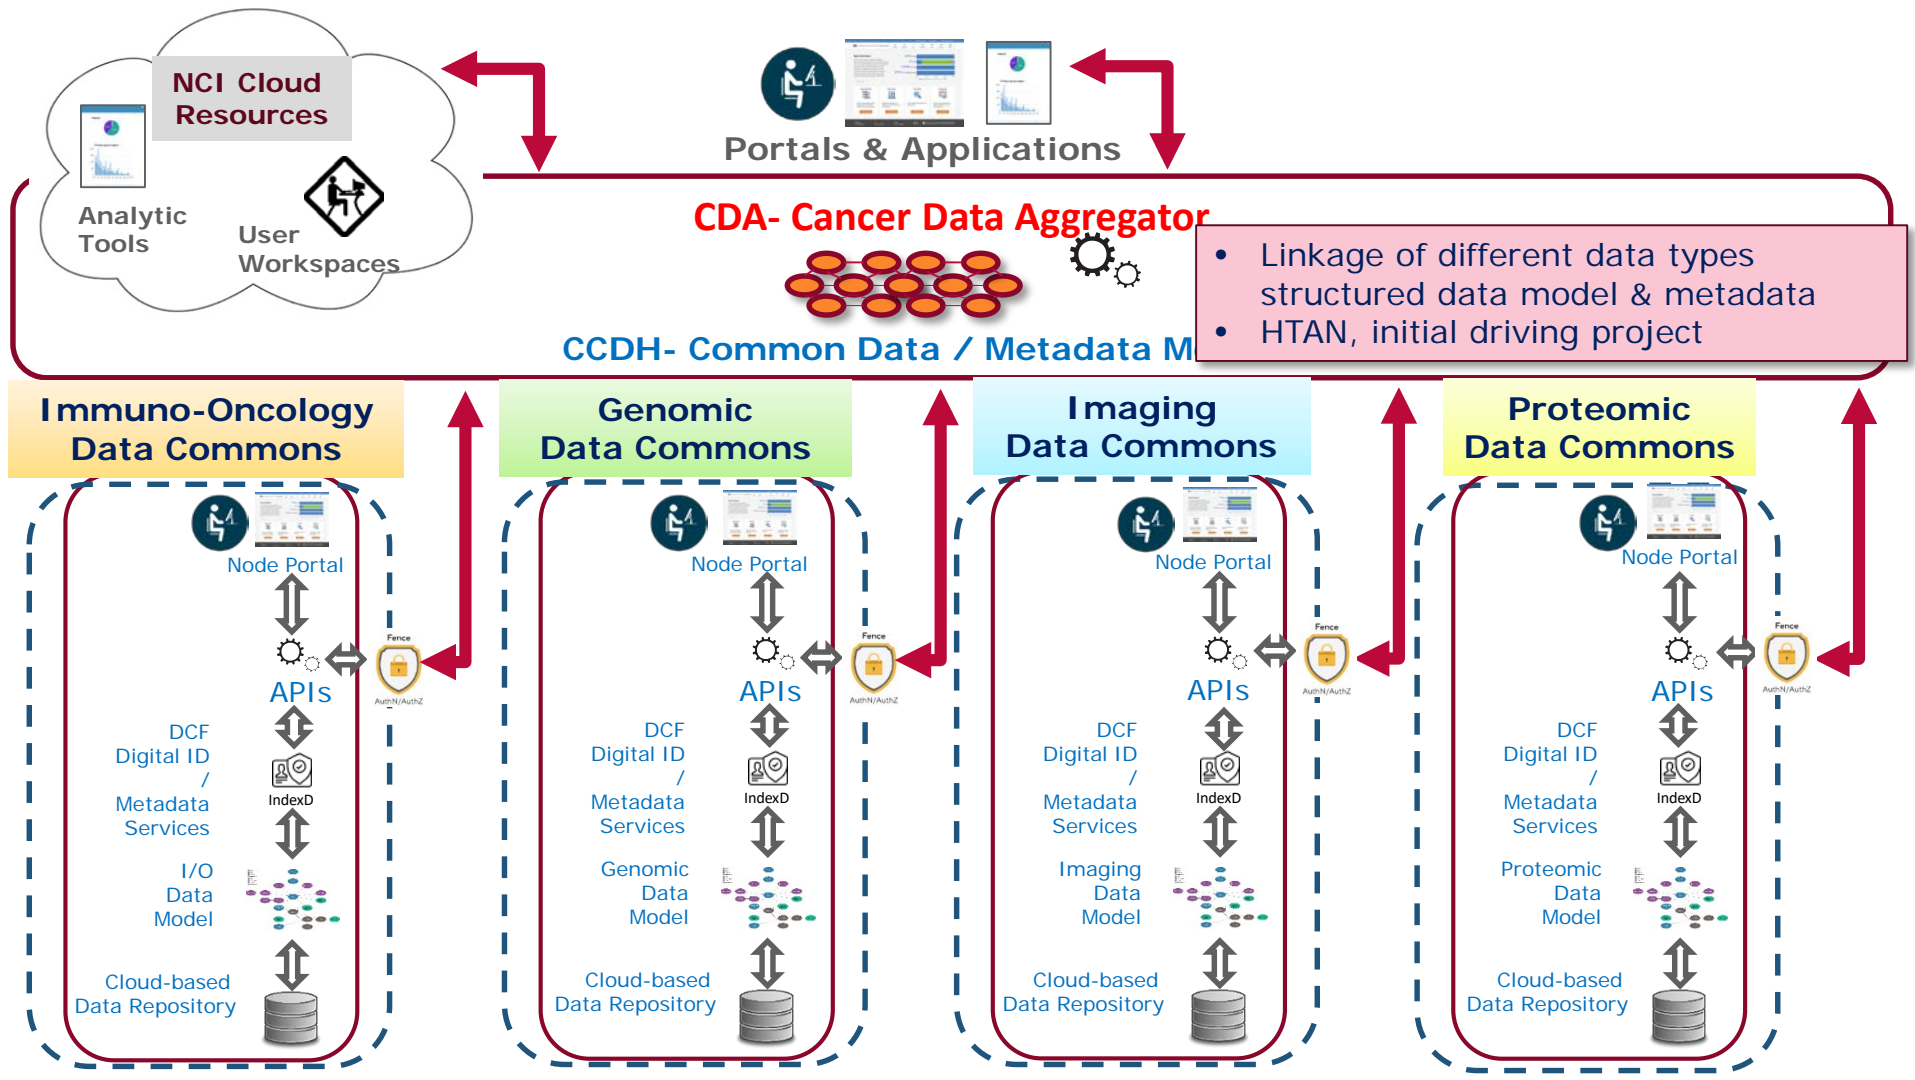 NCI Cloud
Resources
Analytic
Tools
User
Workspaces
Portals & Applications
CDA- Cancer Data Aggregator
CCDH- Common Data / Metadata
• Linkage of different data types
structured data model & metadata
• HTAN, initial driving project
Immuno-Oncology
Data Commons
Node Portal
Fence
AuthN/AuthZ
APIs
DCF
Digital ID
/
Metadata
Services
IndexD
I/O
Data
Model
Cloud-based
Data Repository
Genomic
Data Commons
Node Portal
Fence
AuthN/AuthZ
APIs
DCF
Digital ID
/
Metadata
Services
IndexD
Genomic
Data
Model
Cloud-based
Data Repository
Imaging
Data Commons
Node Portal
Fence
AuthN/AuthZ
APIs
DCF
Digital ID
/
Metadata
Services
IndexD
Imaging
Data
Model
Cloud-based
Data Repository
Proteomic
Data Commons
Node Portal
Fence
AuthN/AuthZ
APIs
DCF
Digital ID
/
Metadata
Services
IndexD
Proteomic
Data
Model
Cloud-based
Data Repository